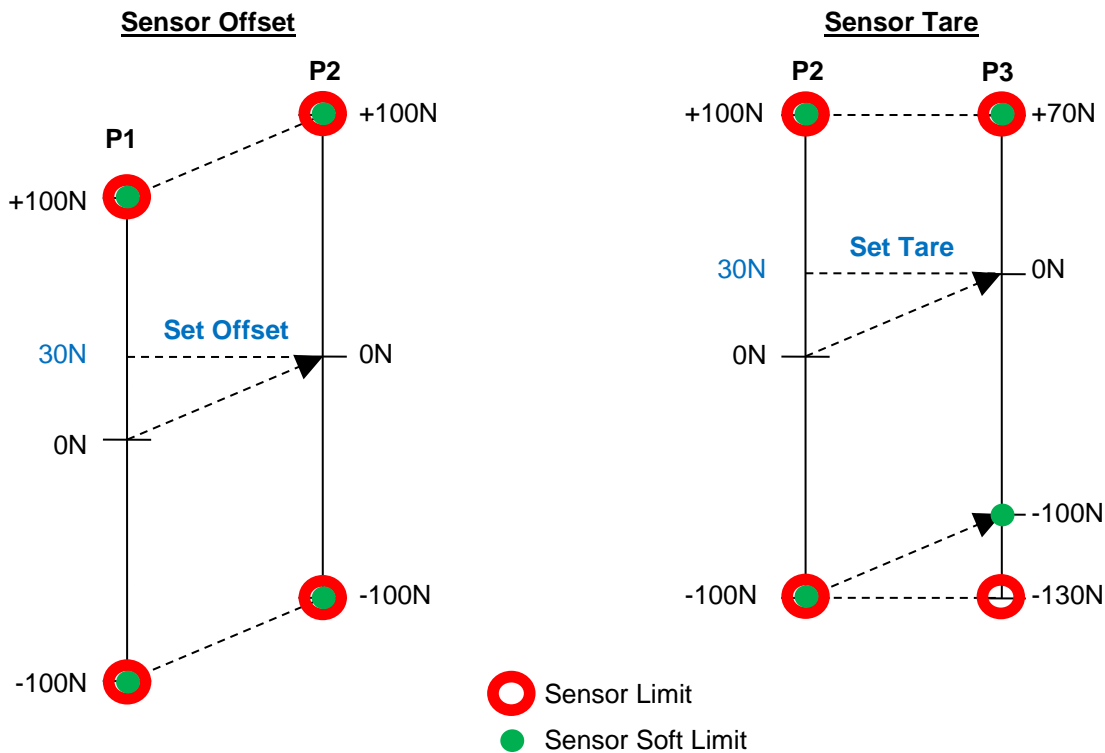 Sensor Offset
P2
+100N
P1
+100N
Set Offset
30N
0N
0N
-100N
-100N
Sensor Tare
P2
P3
+100N
+70N
Set Tare
30N
0N
0N
-100N
-100N
-130N
Sensor Limit
Sensor Soft Limit